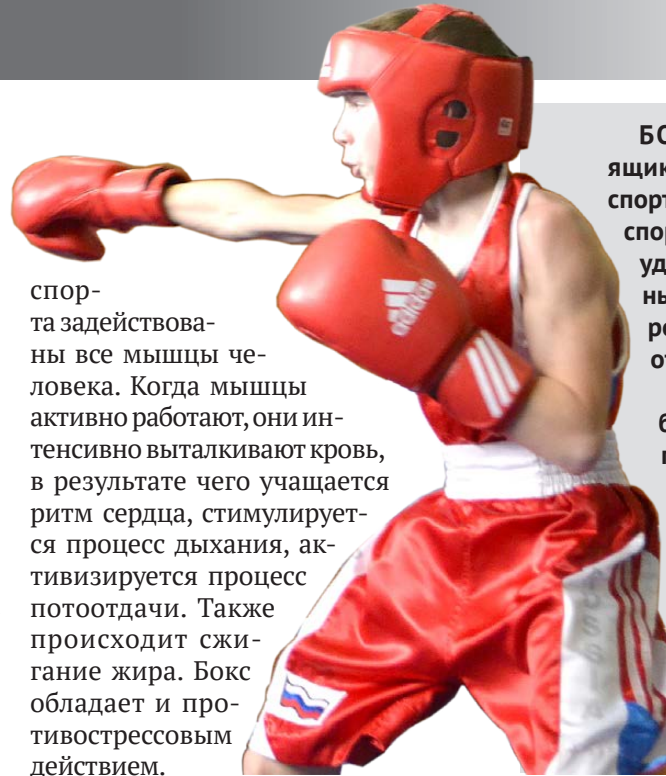 спор-
та задействова-
ны все мышцы че-
ловека. Когда мышцы
активно работают, они ин-
тенсивно выталкивают кровь,
в результате чего учащается
ритм сердца, стимулирует-
ся процесс дыхания, ак-
тивизируется процесс
потоотдачи. Также
происходит сжи-
гание жира. Бокс
обладает и про-
тивострессовым
действием.
adidas